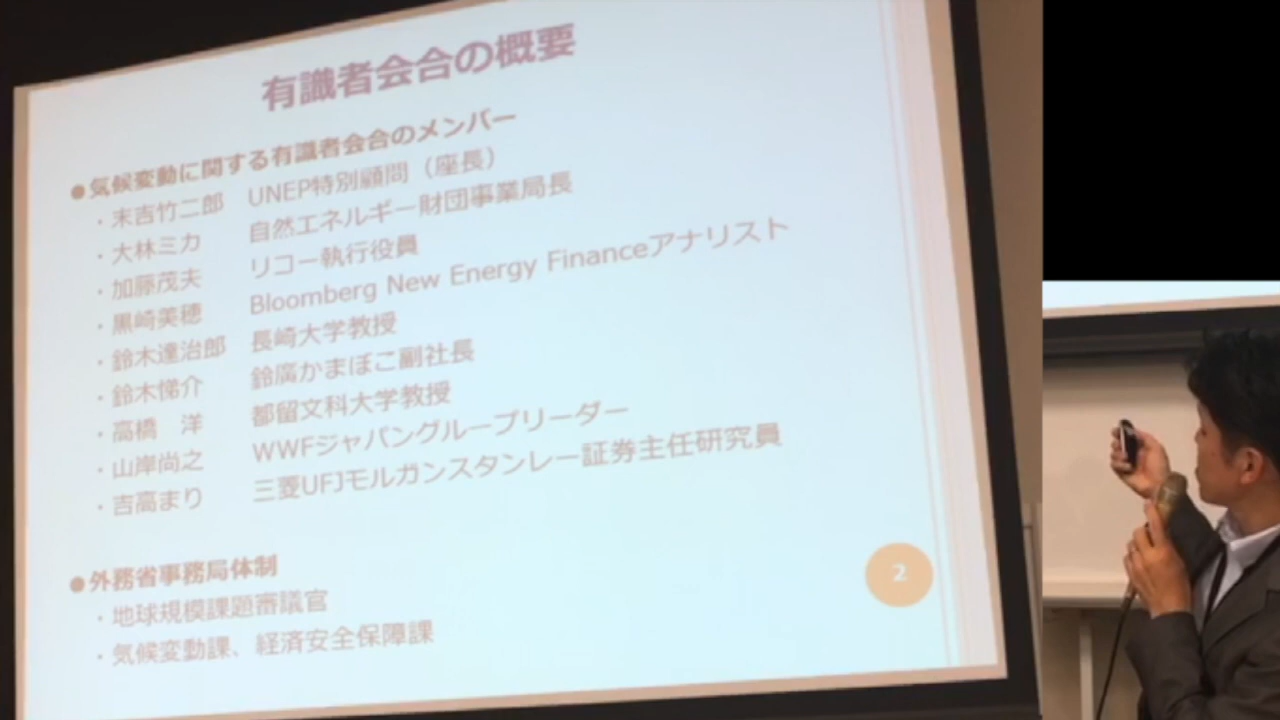 有識者会合の概要
●気候変動に関する有識者会合のメンバー
・末吉竹二郎 UNEP特別顧問（座長）
・大林ミカ 自然エネルギー財団事業局長
・加藤茂夫 リコー執行役員
・黒崎美穂 Bloomberg New Energy Financeアナリスト
・鈴木達治郎 長崎大学教授
・鈴木悌介 鈴廣かまぼこ副社長
・高橋 洋 都留文科大学教授
・山岸尚之 WWFジャパングループリーダー
・吉高まり 三菱UFJモルガンスタンレー証券主任研究員
●外務省事務局体制
・地球規模課題審議官
・気候変動課、経済安全保障課
2